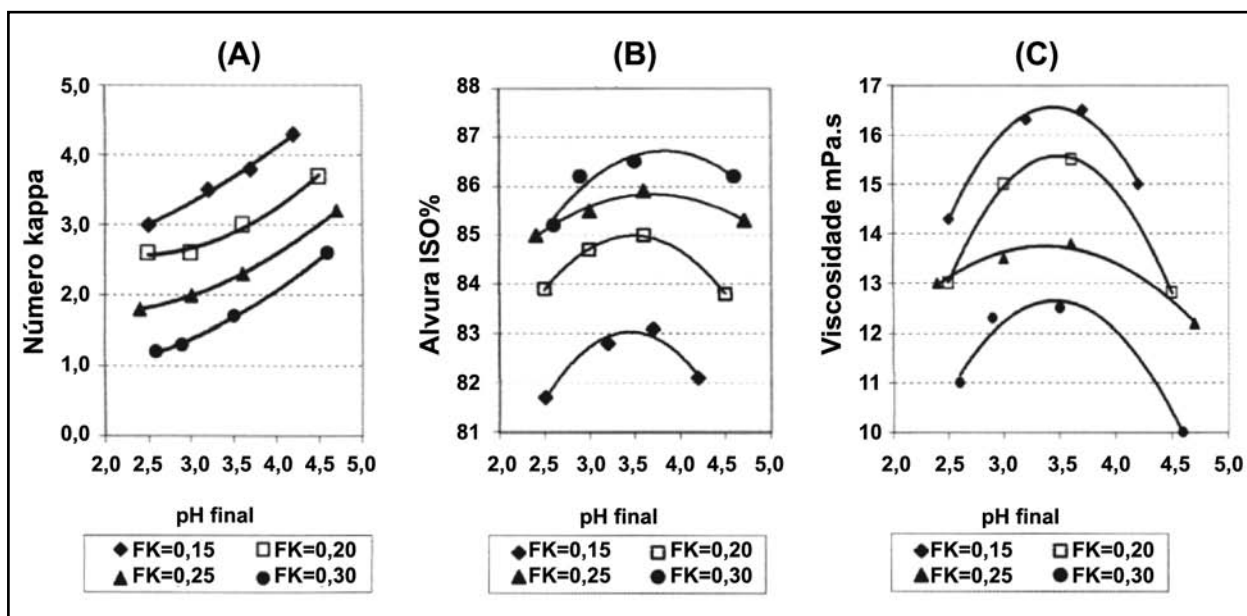 (A)
Número kappa
5,0
4,0
3,0
2,0
1,0
0,0
2,0 2,5 3,0 3,5 4,0 4,5 5,0
pH final
FK=0,15 FK=0,20
FK=0,25 FK=0,30
(B)
Alvura ISO%
88
87
86
85
84
83
82
81
2,0 2,5 3,0 3,5 4,0 4,5 5,0
pH final
FK=0,15 FK=0,20
FK=0,25 FK=0,30
(C)
Viscosidade mPa.s
17
16
15
14
13
12
11
10
2,0 2,5 3,0 3,5 4,0 4,5 5,0
pH final
FK=0,15 FK=0,20
FK=0,25 FK=0,30